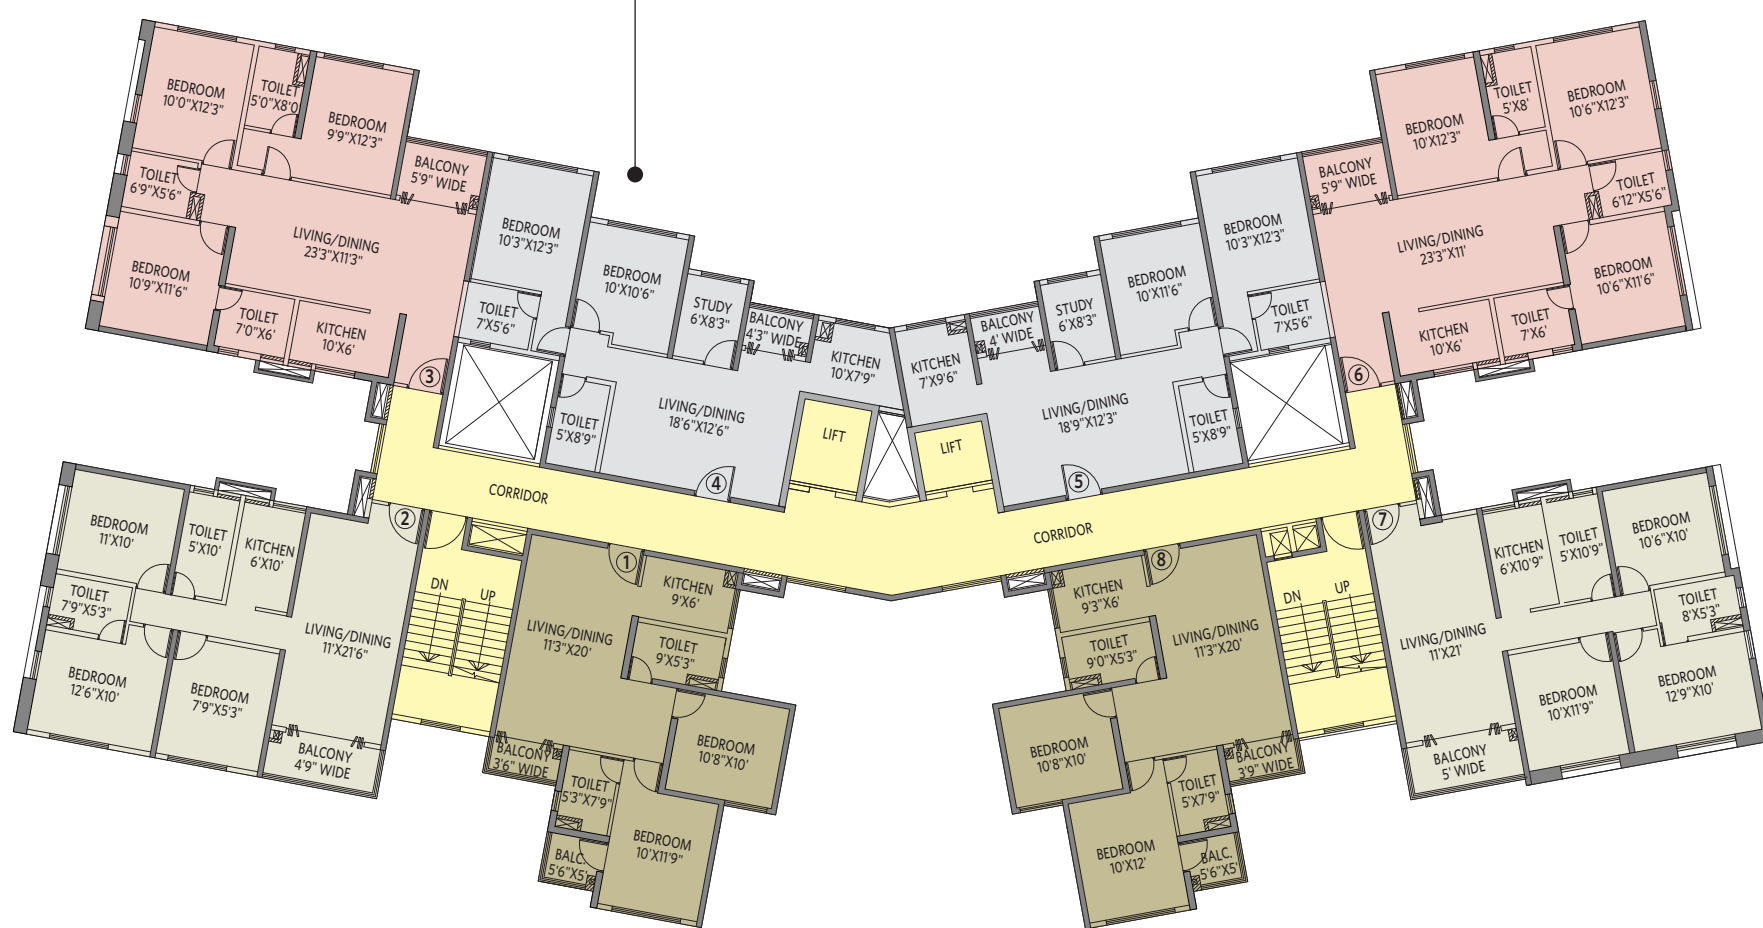 BEDROOM
10'0"X12'3"
TOILET
5'0"X8'0
BEDROOM
9'9"X12'3"
BALCONY
5'9" WIDE
TOILET
6'9"X5'6"
LIVING/DINING
23'3"X11'3"
BEDROOM
10'9"X11'6"
TOILET
7'0"X6'
KITCHEN
10'X6'
3
BEDROOM
10'3"X12'3"
BEDROOM
10'X10'6"
STUDY
6'X8'3"
BALCONY
4'3" WIDE
KITCHEN
10'X7'9"
TOILET
7'X5'6"
TOILET
5'X8'9"
LIVING/DINING
18'6"X12'6"
4
LIFT
LIFT
KITCHEN
7'X9'6"
BALCONY
4' WIDE
STUDY
6'X8'3"
BEDROOM
10'X11'6"
BEDROOM
10'3"X12'3"
TOILET
7'X5'6"
LIVING/DINING
18'9"X12'3"
TOILET
5'X8'9"
5
BEDROOM
10'X12'3"
TOILET
5'X8'
BEDROOM
10'6"X12'3"
BALCONY
5'9" WIDE
TOILET
6'12"X5'6"
LIVING/DINING
23'3"X11'
BEDROOM
10'6"X11'6"
KITCHEN
10'X6'
TOILET
7'X6'
6
CORRIDOR
CORRIDOR
2
BEDROOM
11'X10'
TOILET
5'X10'
KITCHEN
6'X10'
TOILET
7'9"X5'3"
LIVING/DINING
11'X21'6"
BEDROOM
12'6"X10'
BEDROOM
7'9"X5'3"
BALCONY
4'9" WIDE
DN
UP
1
KITCHEN
9'X6'
LIVING/DINING
11'3"X20'
TOILET
9'X5'3"
BEDROOM
10'8"X10'
BALCONY
3'6" WIDE
TOILET
5'3"X7'9"
BEDROOM
10'X11'9"
BALC.
5'6"X5'
8
KITCHEN
9'3"X6'
LIVING/DINING
11'3"X20'
TOILET
9'0"X5'3"
BEDROOM
10'8"X10'
BALCONY
3'9" WIDE
TOILET
5'X7'9"
BEDROOM
10'X12'
BALC.
5'6"X5'
DN
UP
7
KITCHEN
6'X10'9"
TOILET
5'X10'9"
BEDROOM
10'6"X10'
TOILET
8'X5'3"
LIVING/DINING
11'X21'
BEDROOM
10'X11'9"
BEDROOM
12'9"X10'
BALCONY
5' WIDE